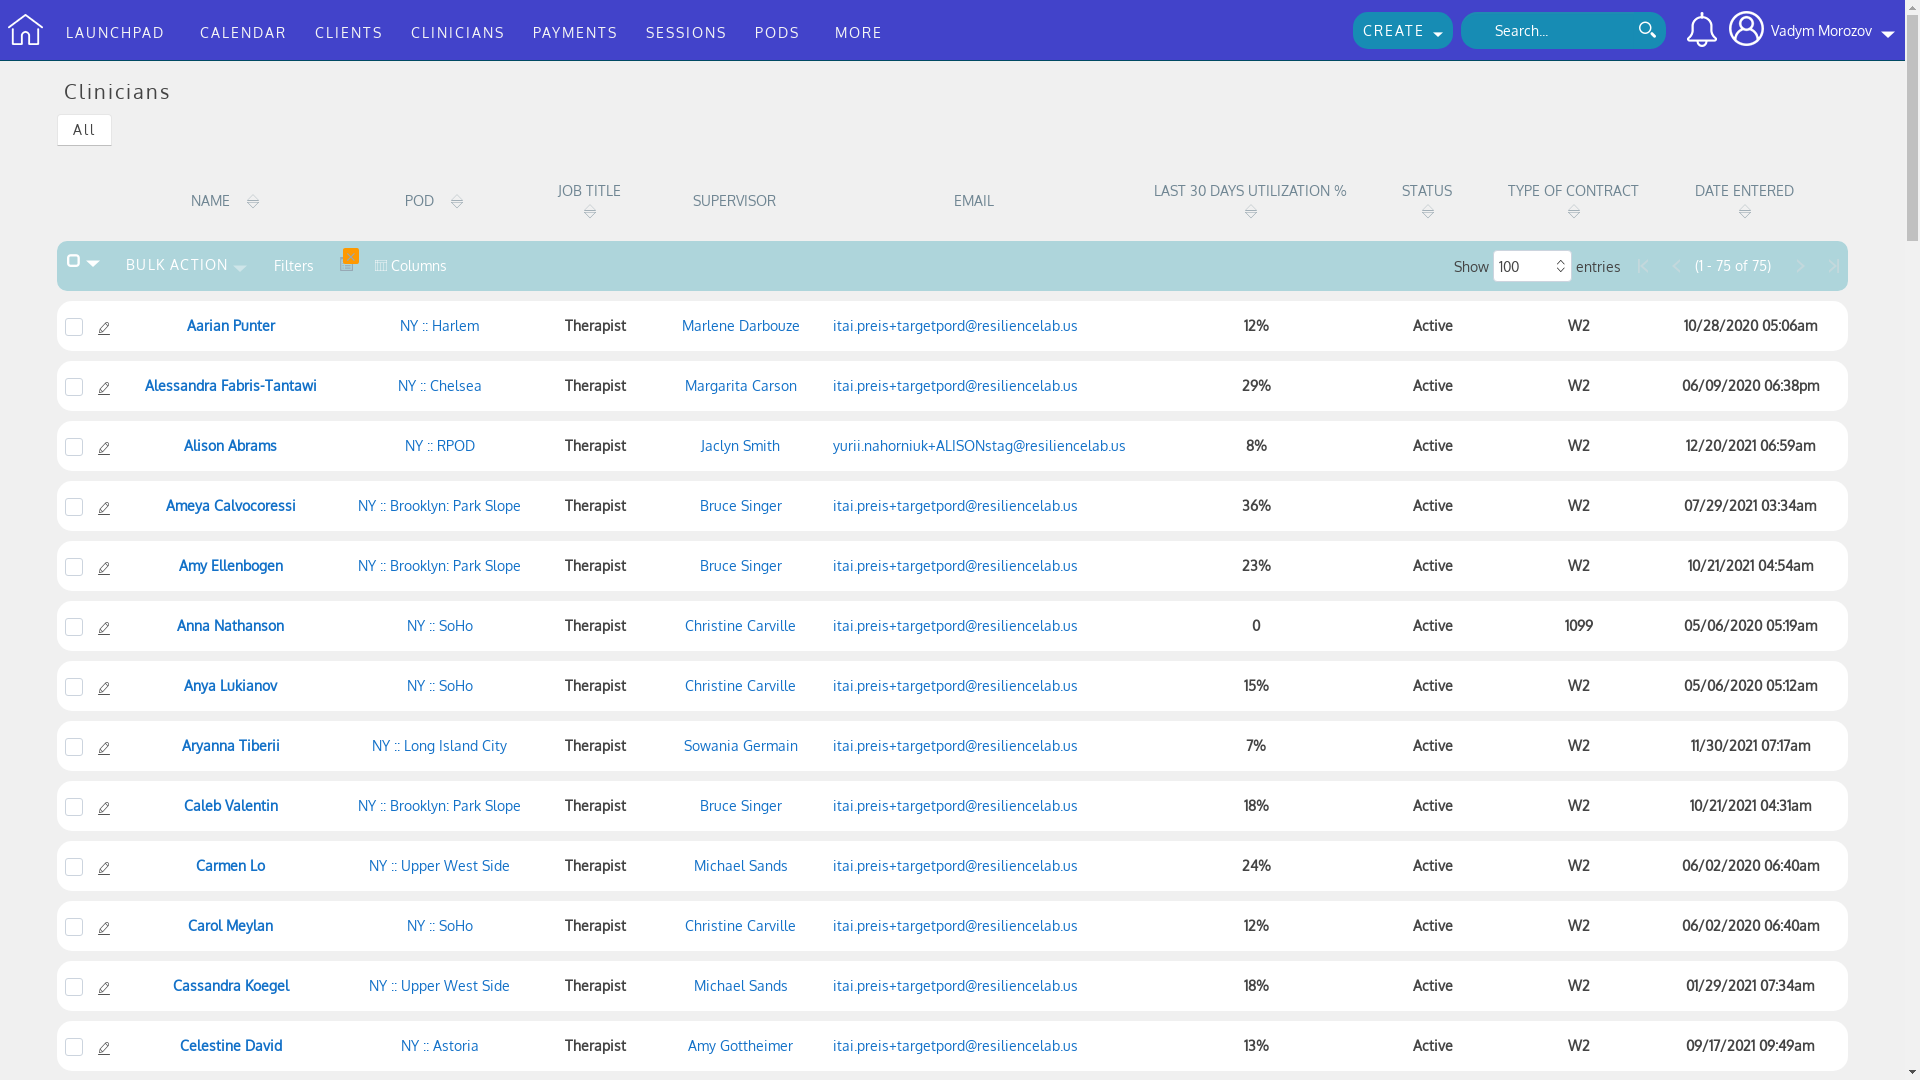 LAUNCHPAD CALENDAR CLIENTS CLINICIANS PAYMENTS SESSIONS PODS MORE CREATE Search... Vadym Morozov
Clinicians
All
NAME POD JOB TITLE SUPERVISOR EMAIL LAST 30 DAYS UTILIZATION % STATUS TYPE OF CONTRACT DATE ENTERED
BULK ACTION Filters Columns Show 100 entries (1 - 75 of 75)
Aarian Punter NY :: Harlem Therapist Marlene Darbouze itai.preis+targetpord@resiliencelab.us 12% Active W2 10/28/2020 05:06am
Alessandra Fabris-Tantawi NY :: Chelsea Therapist Margarita Carson itai.preis+targetpord@resiliencelab.us 29% Active W2 06/09/2020 06:38pm
Alison Abrams NY :: RPOD Therapist Jaclyn Smith yurii.nahorniuk+ALISONstag@resiliencelab.us 8% Active W2 12/20/2021 06:59am
Ameya Calvocoressi NY :: Brooklyn: Park Slope Therapist Bruce Singer itai.preis+targetpord@resiliencelab.us 36% Active W2 07/29/2021 03:34am
Amy Ellenbogen NY :: Brooklyn: Park Slope Therapist Bruce Singer itai.preis+targetpord@resiliencelab.us 23% Active W2 10/21/2021 04:54am
Anna Nathanson NY :: SoHo Therapist Christine Carville itai.preis+targetpord@resiliencelab.us 0 Active 1099 05/06/2020 05:19am
Anya Lukianov NY :: SoHo Therapist Christine Carville itai.preis+targetpord@resiliencelab.us 15% Active W2 05/06/2020 05:12am
Aryanna Tiberii NY :: Long Island City Therapist Sowania Germain itai.preis+targetpord@resiliencelab.us 7% Active W2 11/30/2021 07:17am
Caleb Valentin NY :: Brooklyn: Park Slope Therapist Bruce Singer itai.preis+targetpord@resiliencelab.us 18% Active W2 10/21/2021 04:31am
Carmen Lo NY :: Upper West Side Therapist Michael Sands itai.preis+targetpord@resiliencelab.us 24% Active W2 06/02/2020 06:40am
Carol Meylan NY :: SoHo Therapist Christine Carville itai.preis+targetpord@resiliencelab.us 12% Active W2 06/02/2020 06:40am
Cassandra Koegel NY :: Upper West Side Therapist Michael Sands itai.preis+targetpord@resiliencelab.us 18% Active W2 01/29/2021 07:34am
Celestine David NY :: Astoria Therapist Amy Gottheimer itai.preis+targetpord@resiliencelab.us 13% Active W2 09/17/2021 09:49am